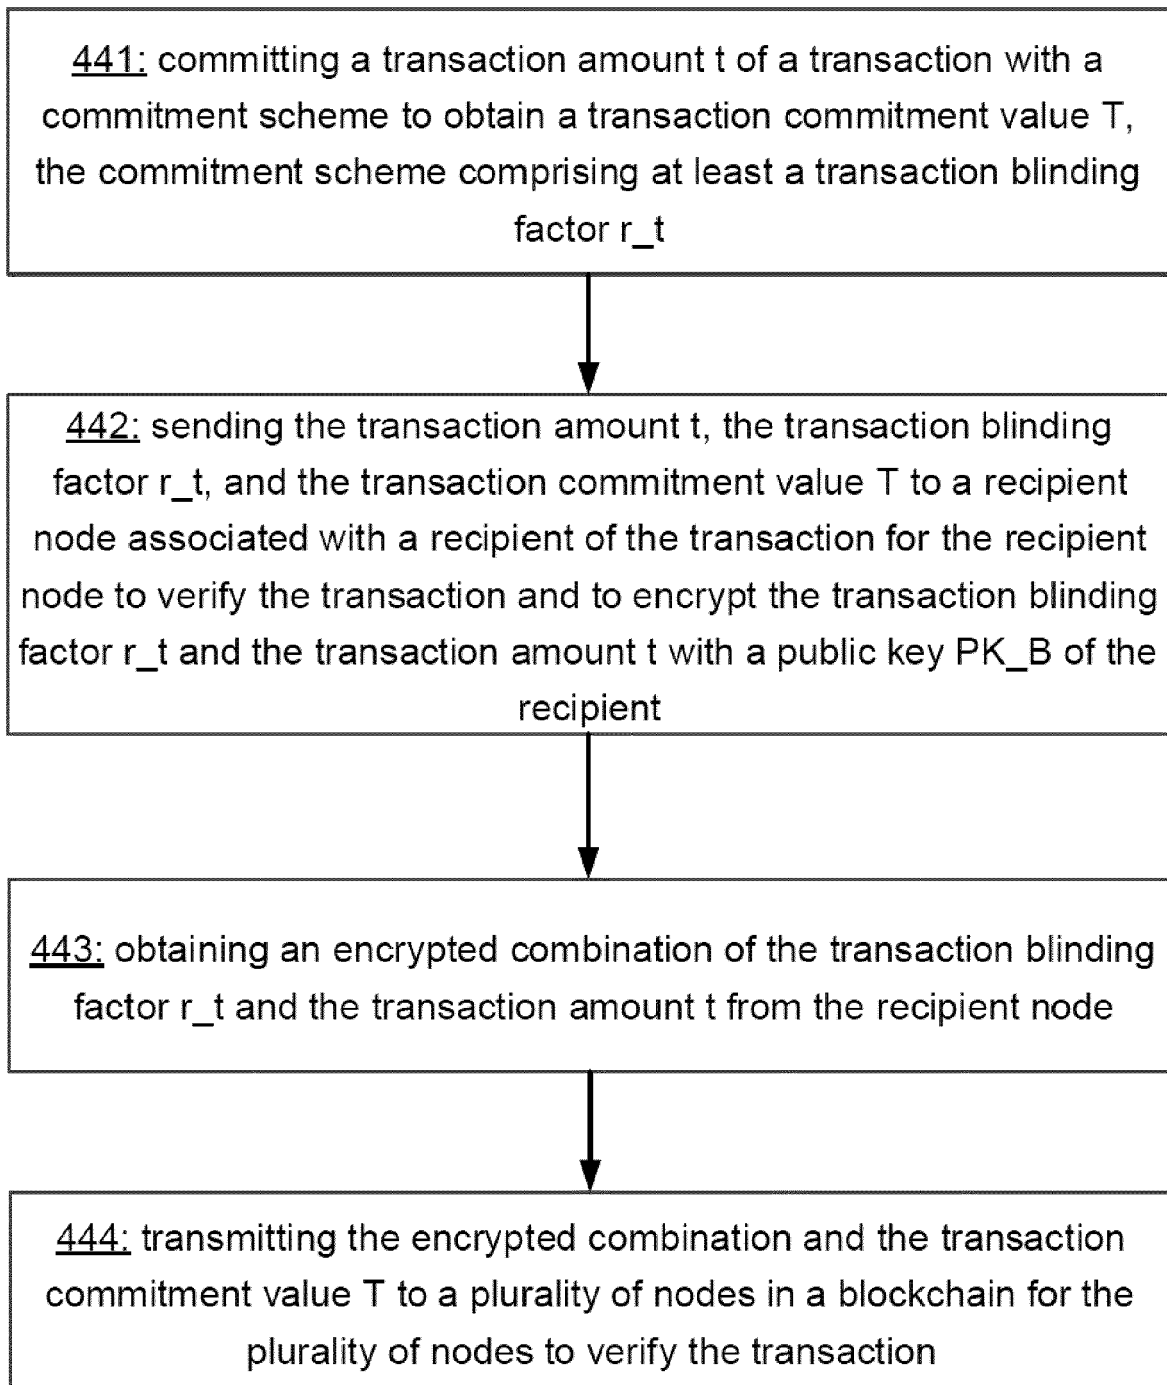 441: committing a transaction amount t of a transaction with a
commitment scheme to obtain a transaction commitment value T,
the commitment scheme comprising at least a transaction blinding
factor r_t
442: sending the transaction amount t, the transaction blinding
factor r_t, and the transaction commitment value T to a recipient
node associated with a recipient of the transaction for the recipient
node to verify the transaction and to encrypt the transaction blinding
factor r_t and the transaction amount t with a public key PK_B of the
recipient
443: obtaining an encrypted combination of the transaction blinding
factor r_t and the transaction amount t from the recipient node
444: transmitting the encrypted combination and the transaction
commitment value T to a plurality of nodes in a blockchain for the
plurality of nodes to verify the transaction